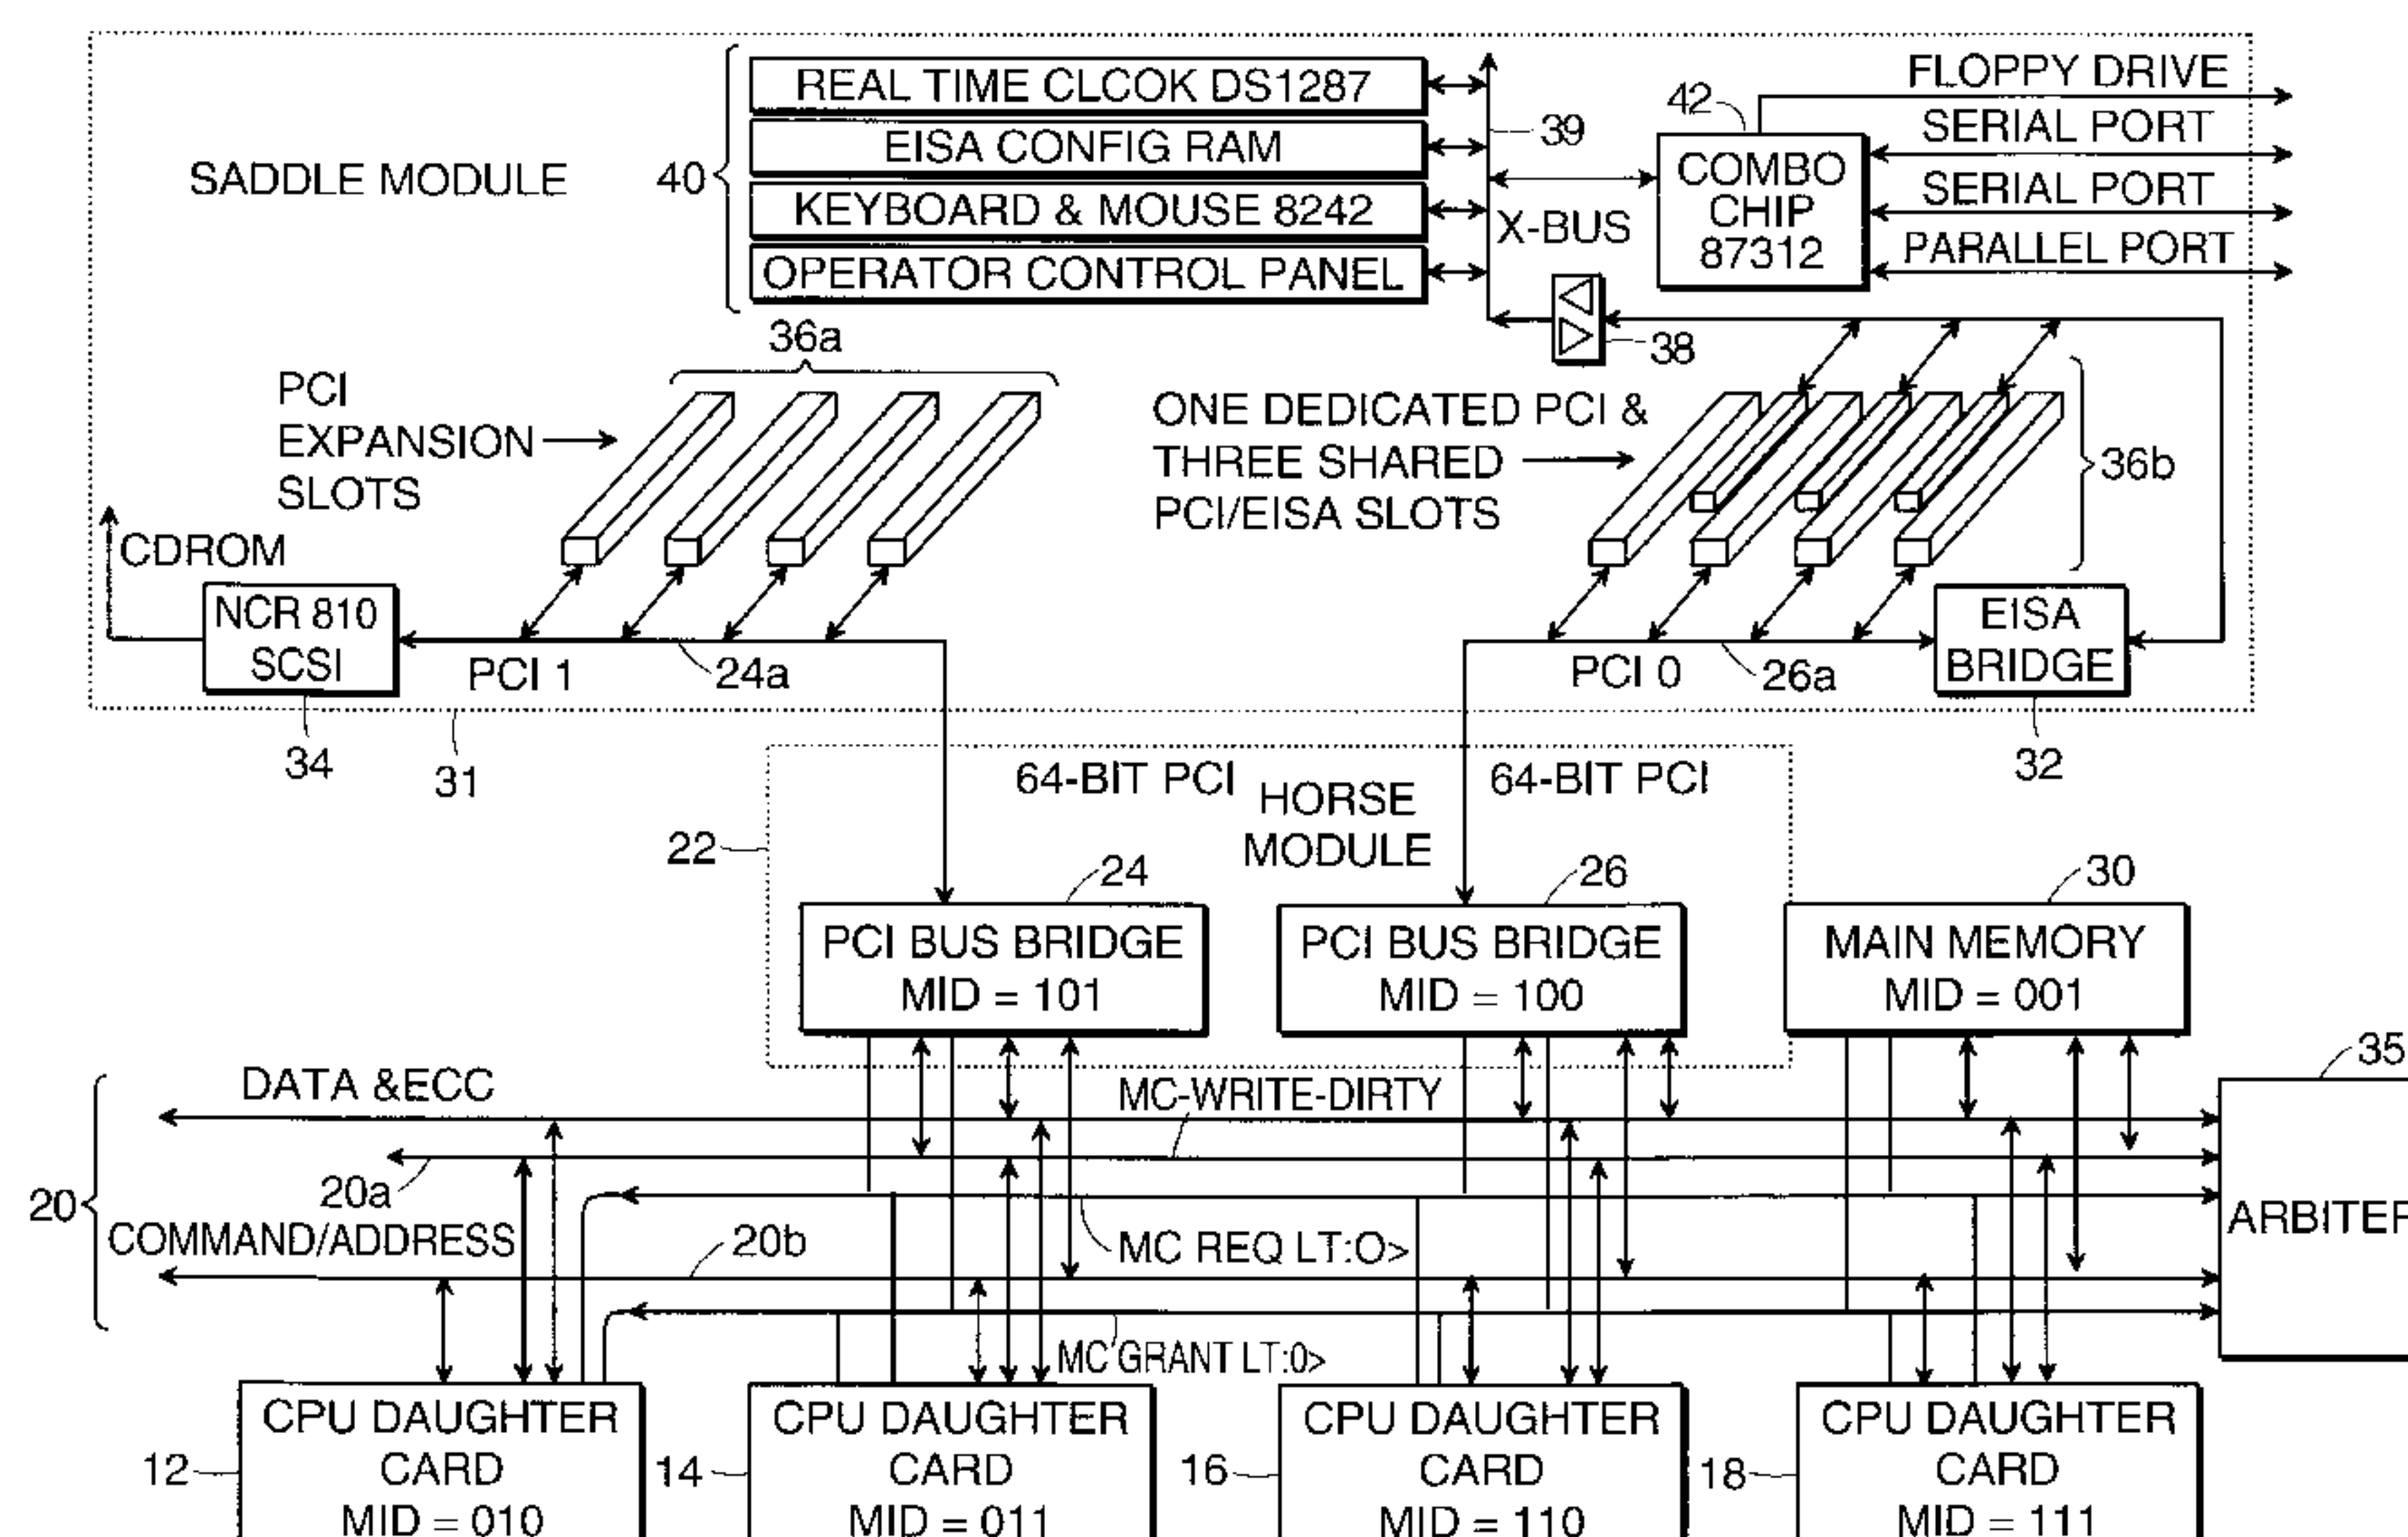 REAL TIME CLCOK DS1287
EISA CONFIG RAM
KEYBOARD & MOUSE 8242
OPERATOR CONTROL PANEL
40
SADDLE MODULE
39
X-BUS
42
COMBO
CHIP
87312
FLOPPY DRIVE
SERIAL PORT
SERIAL PORT
PARALLEL PORT
38
36a
PCI
EXPANSION
SLOTS
ONE DEDICATED PCI &
THREE SHARED
PCI/EISA SLOTS
36b
CDROM
NCR 810
SCSI
34
PCI 1
24a
31
PCI 0
26a
EISA
BRIDGE
32
64-BIT PCI
64-BIT PCI
HORSE
MODULE
22
24
PCI BUS BRIDGE
MID = 101
26
PCI BUS BRIDGE
MID = 100
30
MAIN MEMORY
MID = 001
35
DATA &ECC
MC-WRITE-DIRTY
20
20a
COMMAND/ADDRESS
20b
MC REQ LT:O>
MC GRANT LT:0>
12
CPU DAUGHTER
CARD
MID = 010
14
CPU DAUGHTER
CARD
MID = 011
16
CPU DAUGHTER
CARD
MID = 110
18
CPU DAUGHTER
CARD
MID = 111